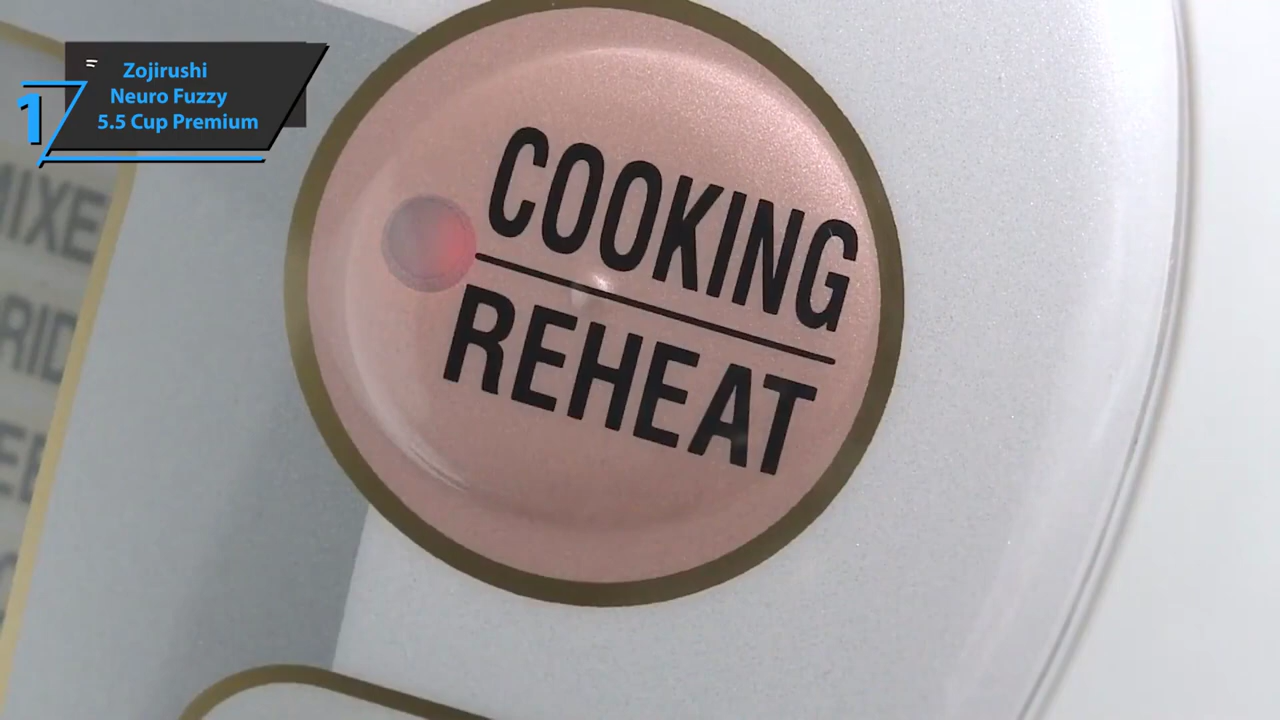 1
Zojirushi
Neuro Fuzzy
5.5 Cup Premium
COOKING
REHEAT